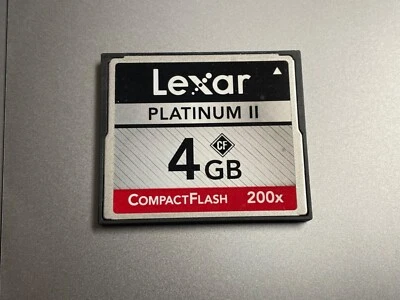 Lexar
PLATINUM II
CF
4 GB
COMPACTFLASH 200x